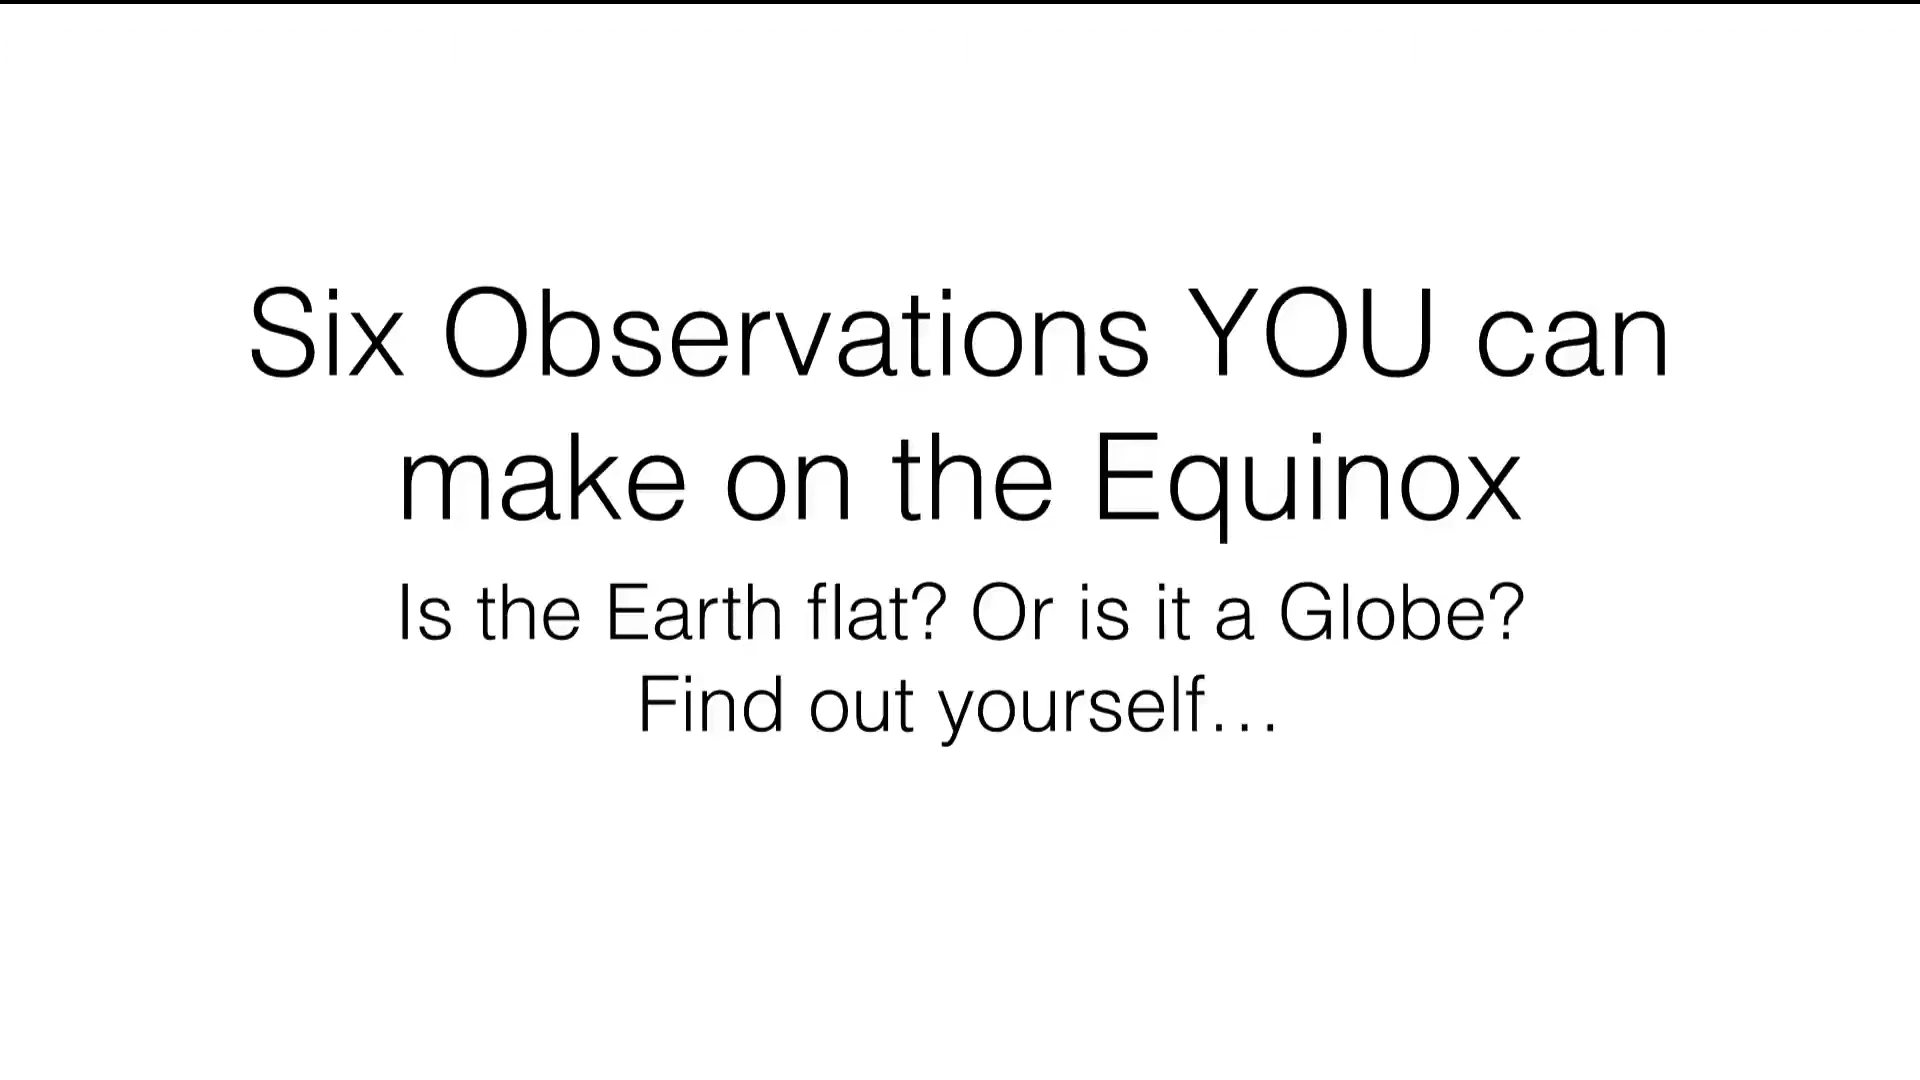 Six Observations YOU can
make on the Equinox
Is the Earth flat? Or is it a Globe?
Find out yourself…